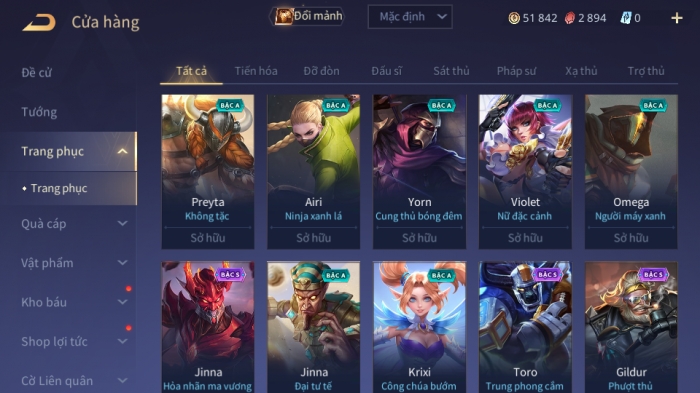 Cửa hàng
Đổi mảnh
Mặc định
51 842
2 894
0
Đề cử
Tướng
Trang phục
Trang phục
Quà cáp
Vật phẩm
Kho báu
Shop lợi tức
Cờ Liên quân
Tất cả
Tiến hóa
Đỡ đòn
Đấu sĩ
Sát thủ
Pháp sư
Xạ thủ
Trợ thủ
BẬC A
Preyta
Không tặc
Sở hữu
BẬC A
Airi
Ninja xanh lá
Sở hữu
BẬC A
Yorn
Cung thủ bóng đêm
Sở hữu
BẬC A
Violet
Nữ đặc cảnh
Sở hữu
BẬC A
Omega
Người máy xanh
Sở hữu
BẬC S
Jinna
Hỏa nhãn ma vương
BẬC A
Jinna
Đại tư tế
BẬC A
Krixi
Công chúa bướm
BẬC S
Toro
Trung phong cắm
BẬC S
Gildur
Phượt thủ